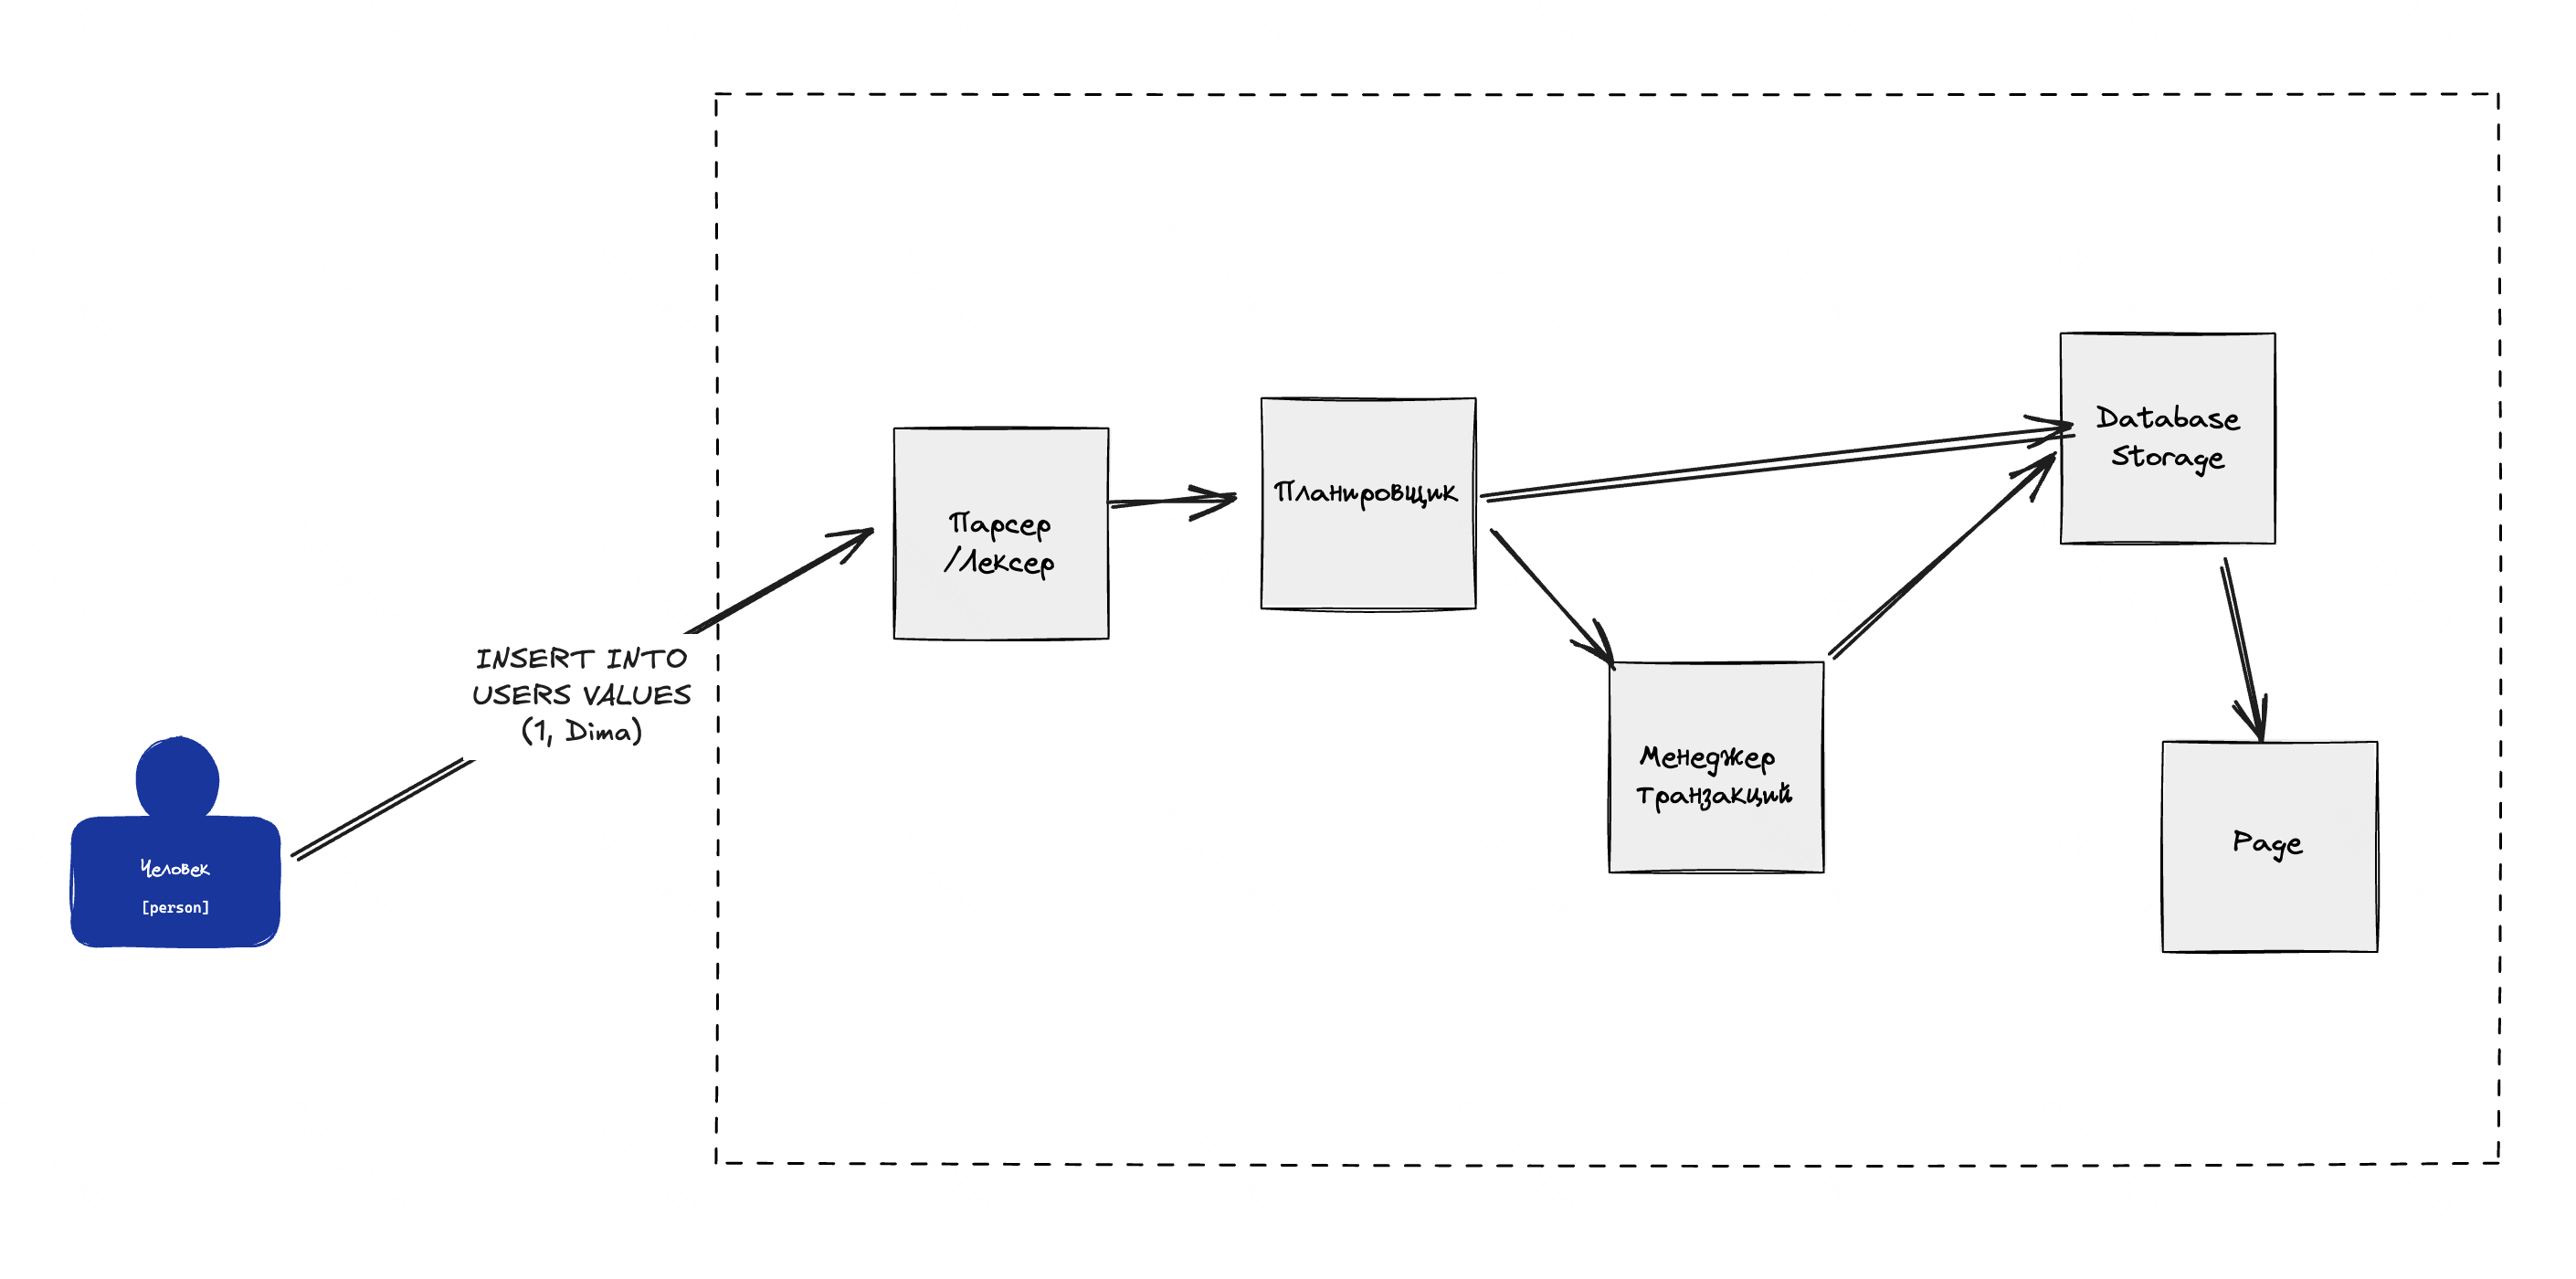 Человек
[person]
INSERT INTO
USERS VALUES
(1, Dima)
Парсер
/Лексер
Планировщик
Менеджер
транзакций
Database
Storage
Page